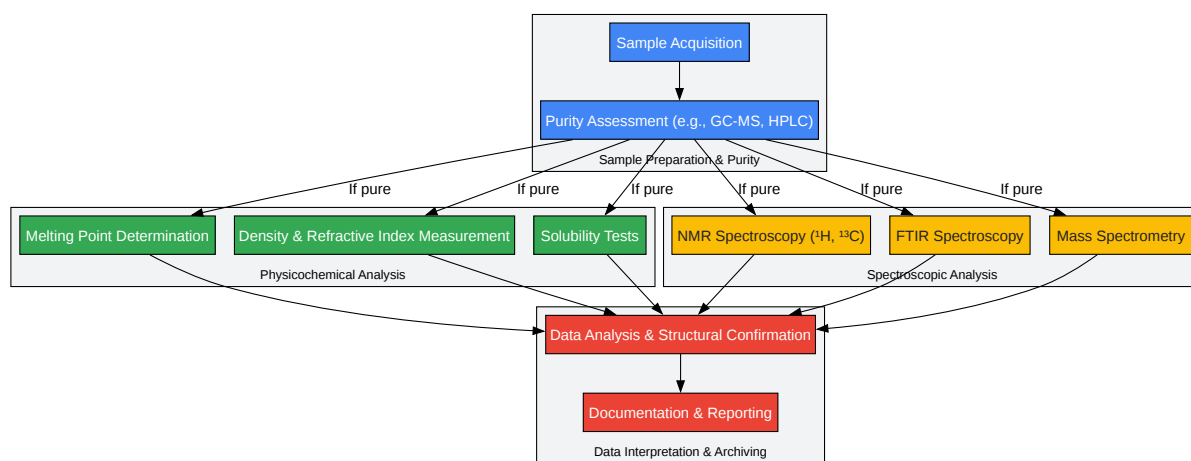 Sample Acquisition
Purity Assessment (e.g., GC-MS, HPLC)
Sample Preparation & Purity
If pure
If pure
If pure
If pure
If pure
If pure
Melting Point Determination
Density & Refractive Index Measurement
Solubility Tests
NMR Spectroscopy (¹H, ¹³C)
FTIR Spectroscopy
Mass Spectrometry
Physicochemical Analysis
Spectroscopic Analysis
Data Analysis & Structural Confirmation
Documentation & Reporting
Data Interpretation & Archiving